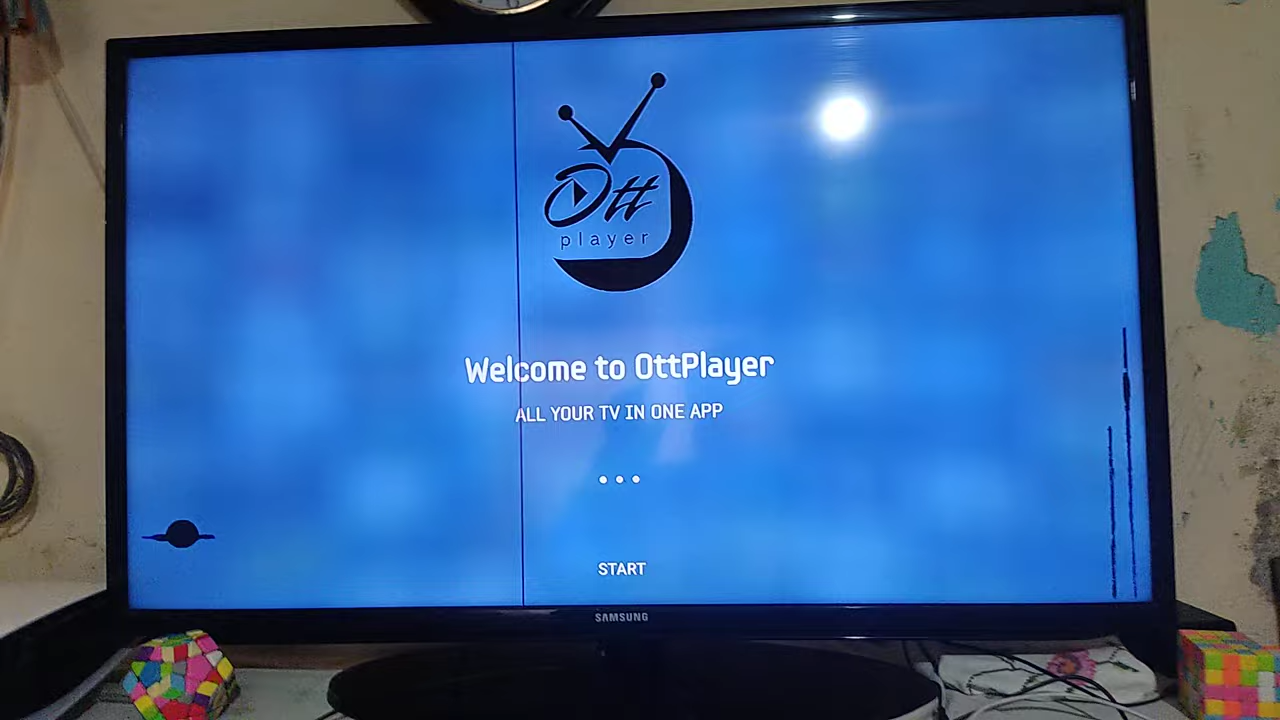 Ott
player
Welcome to OttPlayer
ALL YOUR TV IN ONE APP
START
SAMSUNG